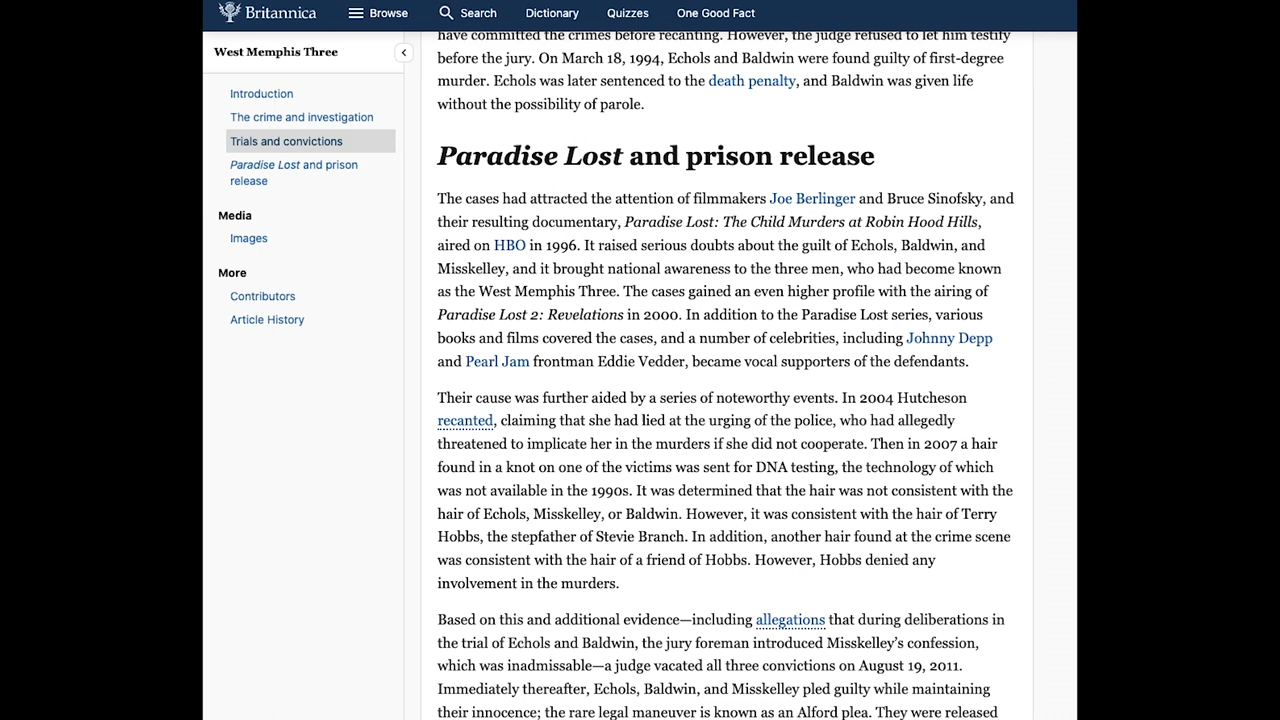 Britannica
Browse
Search
Dictionary
Quizzes
One Good Fact
West Memphis Three
Introduction
The crime and investigation
Trials and convictions
Paradise Lost and prison
release
Media
Images
More
Contributors
Article History
have committed the crimes before recanting. However, the judge refused to let him testify
before the jury. On March 18, 1994, Echols and Baldwin were found guilty of first-degree
murder. Echols was later sentenced to the death penalty, and Baldwin was given life
without the possibility of parole.
Paradise Lost and prison release
The cases had attracted the attention of filmmakers Joe Berlinger and Bruce Sinofsky, and
their resulting documentary, Paradise Lost: The Child Murders at Robin Hood Hills,
aired on HBO in 1996. It raised serious doubts about the guilt of Echols, Baldwin, and
Misskelley, and it brought national awareness to the three men, who had become known
as the West Memphis Three. The cases gained an even higher profile with the airing of
Paradise Lost 2: Revelations in 2000. In addition to the Paradise Lost series, various
books and films covered the cases, and a number of celebrities, including Johnny Depp
and Pearl Jam frontman Eddie Vedder, became vocal supporters of the defendants.
Their cause was further aided by a series of noteworthy events. In 2004 Hutcheson
recanted, claiming that she had lied at the urging of the police, who had allegedly
threatened to implicate her in the murders if she did not cooperate. Then in 2007 a hair
found in a knot on one of the victims was sent for DNA testing, the technology of which
was not available in the 1990s. It was determined that the hair was not consistent with the
hair of Echols, Misskelley, or Baldwin. However, it was consistent with the hair of Terry
Hobbs, the stepfather of Stevie Branch. In addition, another hair found at the crime scene
was consistent with the hair of a friend of Hobbs. However, Hobbs denied any
involvement in the murders.
Based on this and additional evidence—including allegations that during deliberations in
the trial of Echols and Baldwin, the jury foreman introduced Misskelley's confession,
which was inadmissable—a judge vacated all three convictions on August 19, 2011.
Immediately thereafter, Echols, Baldwin, and Misskelley pled guilty while maintaining
their innocence; the rare legal maneuver is known as an Alford plea. They were released